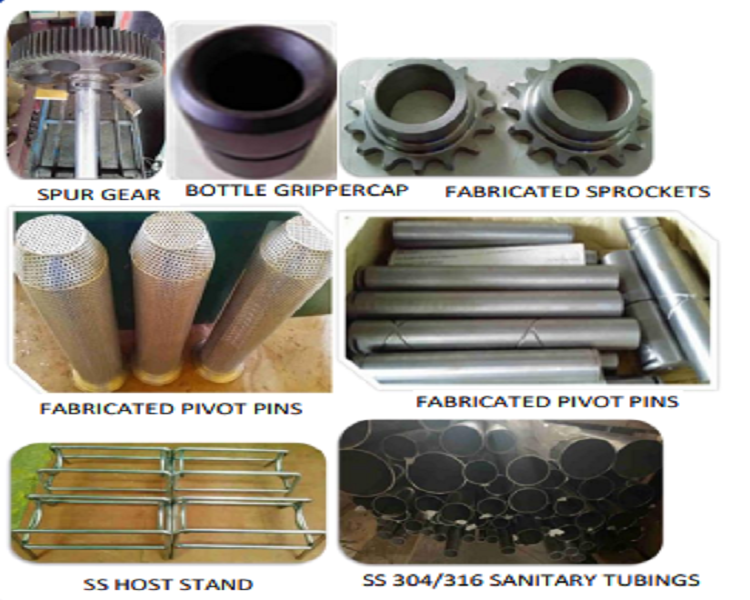 SPUR GEAR
BOTTLE GRIPPERCAP
FABRICATED SPROCKETS
FABRICATED PIVOT PINS
FABRICATED PIVOT PINS
SS HOST STAND
SS 304/316 SANITARY TUBINGS